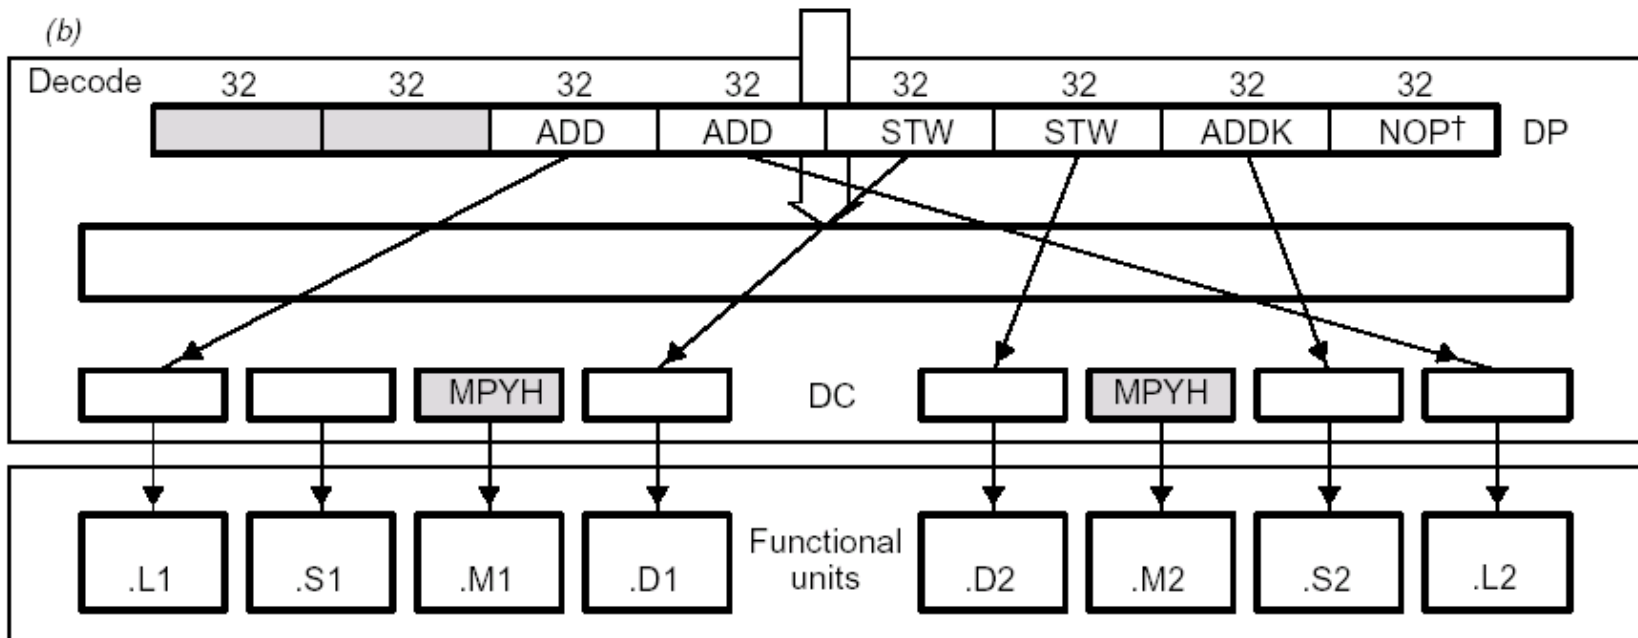 (b)
Decode 32 32 32 32 32 32 32 32
ADD ADD STW STW ADDK NOP† DP
MPYH DC MPYH
Functional
units
.L1 .S1 .M1 .D1 .D2 .M2 .S2 .L2